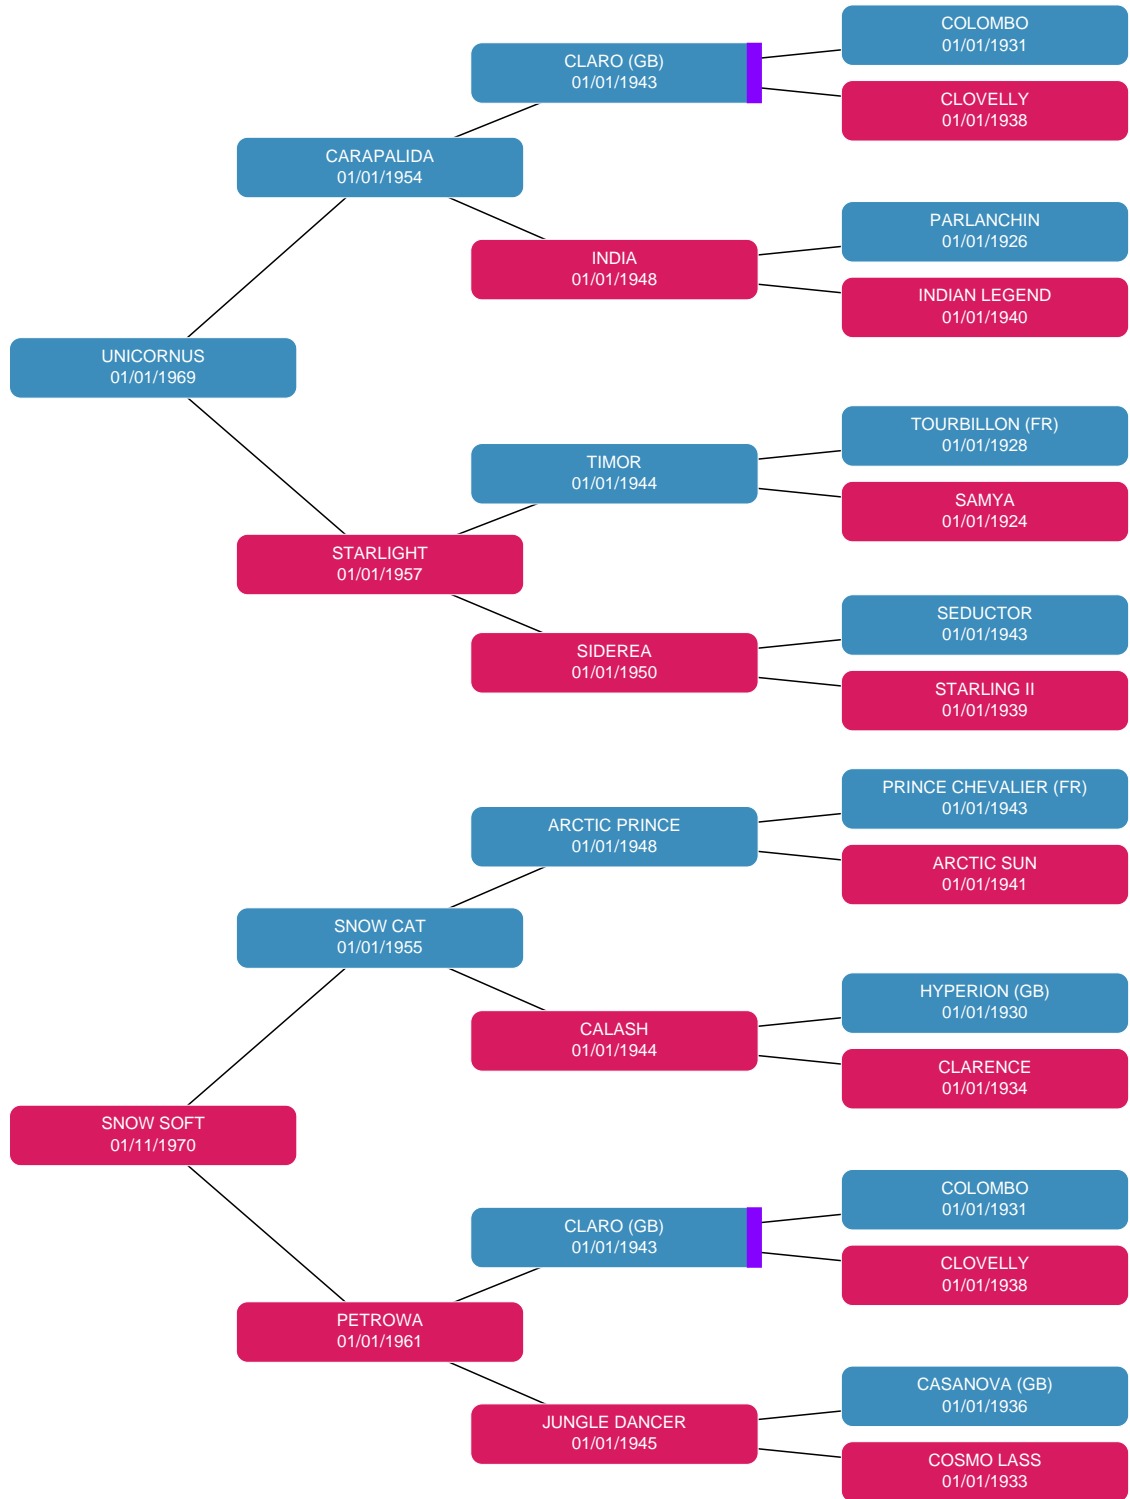 COLOMBO
01/01/1931
CLARO (GB)
01/01/1943
CLOVELLY
01/01/1938
CARAPALIDA
01/01/1954
PARLANCHIN
01/01/1926
INDIA
01/01/1948
INDIAN LEGEND
01/01/1940
UNICORNUS
01/01/1969
TOURBILLON (FR)
01/01/1928
TIMOR
01/01/1944
SAMYA
01/01/1924
STARLIGHT
01/01/1957
SEDUCTOR
01/01/1943
SIDEREA
01/01/1950
STARLING II
01/01/1939
PRINCE CHEVALIER (FR)
01/01/1943
ARCTIC PRINCE
01/01/1948
ARCTIC SUN
01/01/1941
SNOW CAT
01/01/1955
HYPERION (GB)
01/01/1930
CALASH
01/01/1944
CLARENCE
01/01/1934
SNOW SOFT
01/11/1970
COLOMBO
01/01/1931
CLARO (GB)
01/01/1943
CLOVELLY
01/01/1938
PETROWA
01/01/1961
CASANOVA (GB)
01/01/1936
JUNGLE DANCER
01/01/1945
COSMO LASS
01/01/1933